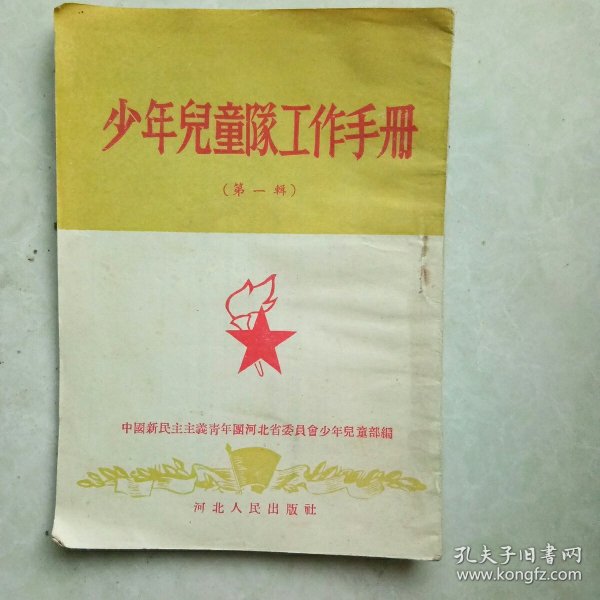 少年兒童隊工作手冊
（第一輯）
中國新民主主義青年團河北省委員會少年兒童部編
河北人民出版社
孔夫子旧書网
www.kongfz.com